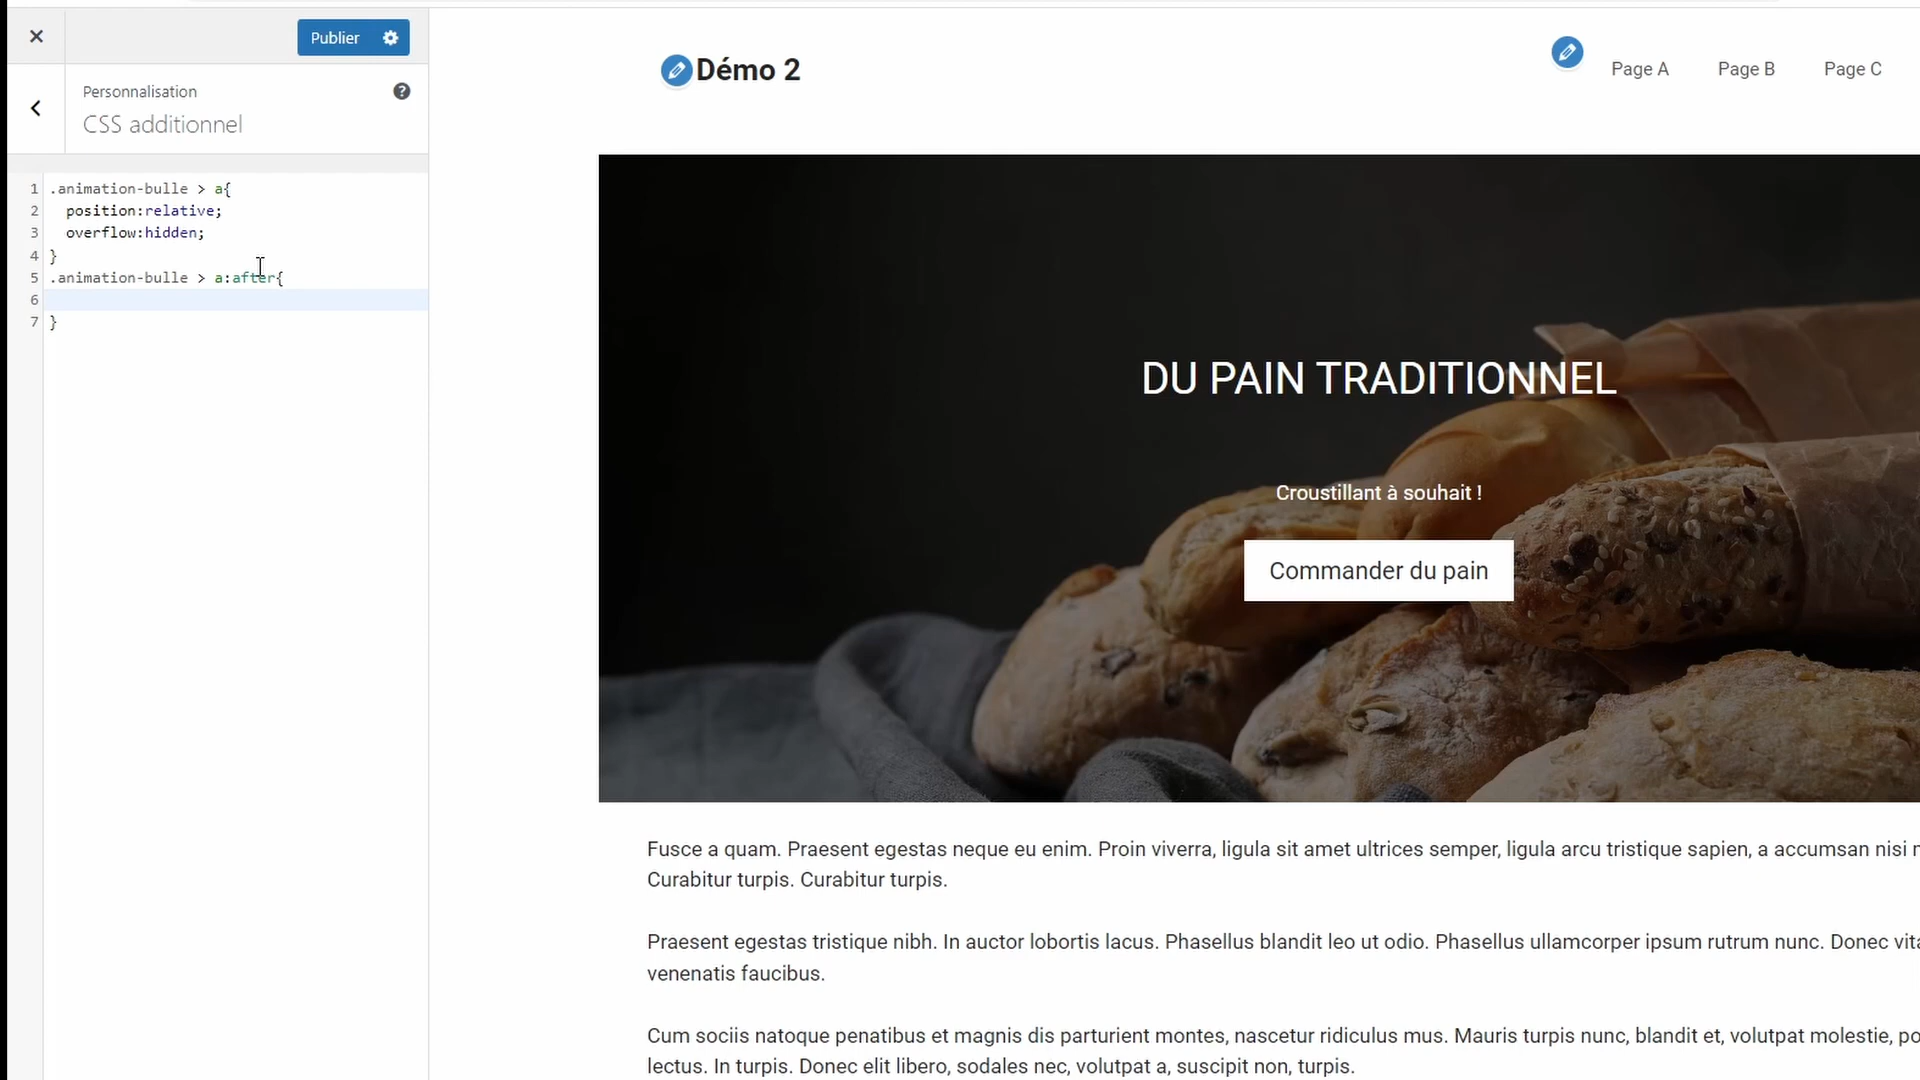 Publier
Personnalisation
CSS additionnel
1 .animation-bulle > a{
2 position:relative;
3 overflow:hidden;
4 }
5 .animation-bulle > a:after{
6
7 }
Démo 2
Page A Page B Page C
DU PAIN TRADITIONNEL
Croustillant à souhait !
Commander du pain
Fusce a quam. Praesent egestas neque eu enim. Proin viverra, ligula sit amet ultrices semper, ligula arcu tristique sapien, a accumsan nisi
Curabitur turpis. Curabitur turpis.
Praesent egestas tristique nibh. In auctor lobortis lacus. Phasellus blandit leo ut odio. Phasellus ullamcorper ipsum rutrum nunc. Donec
venenatis faucibus.
Cum sociis natoque penatibus et magnis dis parturient montes, nascetur ridiculus mus. Mauris turpis nunc, blandit et, volutpat molestie,
lectus. In turpis. Donec elit libero, sodales nec, volutpat a, suscipit non, turpis.